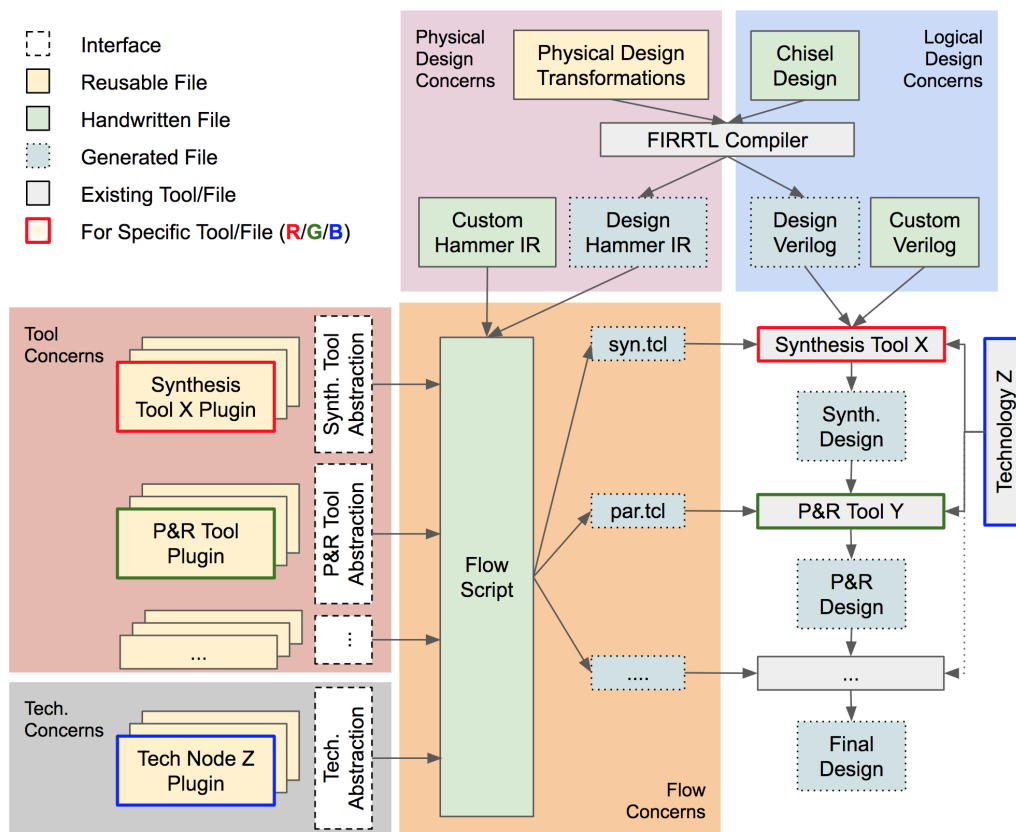 Interface
Reusable File
Handwritten File
Generated File
Existing Tool/File
For Specific Tool/File (R/G/B)
Physical
Design
Concerns
Physical Design
Transformations
Chisel
Design
Logical
Design
Concerns
FIRRTL Compiler
Custom
Hammer IR
Design
Hammer IR
Design
Verilog
Custom
Verilog
Tool
Concerns
Synthesis
Tool X Plugin
Synth. Tool
Abstraction
P&R Tool
Plugin
P&R Tool
Abstraction
...
...
Tech.
Concerns
Tech Node Z
Plugin
Tech.
Abstraction
Flow
Script
syn.tcl
par.tcl
....
Flow
Concerns
Synthesis Tool X
Synth.
Design
P&R Tool Y
P&R
Design
...
Final
Design
Technology Z